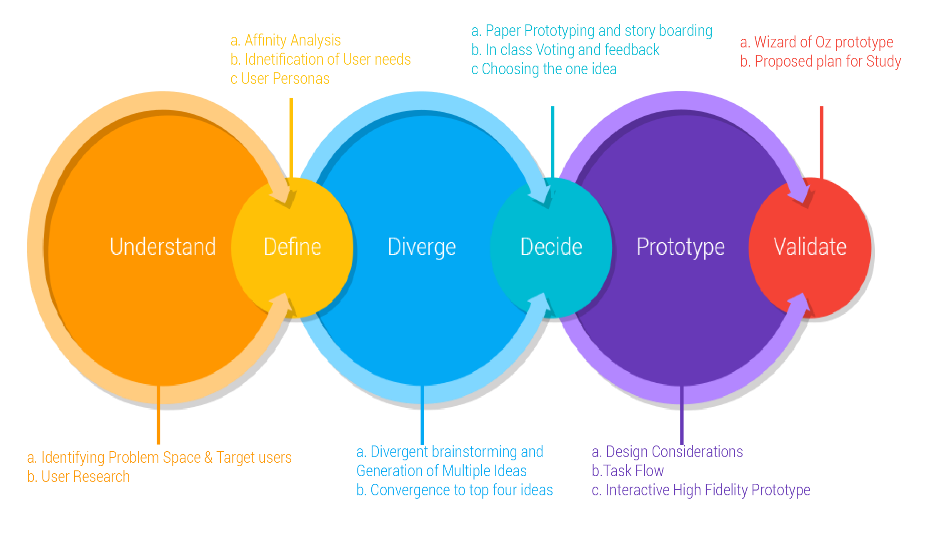 a. Affinity Analysis
b. Idnetification of User needs
c User Personas
a. Paper Prototyping and story boarding
b. In class Voting and feedback
c Choosing the one idea
a. Wizard of Oz prototype
b. Proposed plan for Study
Understand
Define
Diverge
Decide
Prototype
Validate
a. Identifying Problem Space & Target users
b. User Research
a. Divergent brainstorming and
Generation of Multiple Ideas
b. Convergence to top four ideas
a. Design Considerations
b.Task Flow
c. Interactive High Fidelity Prototype